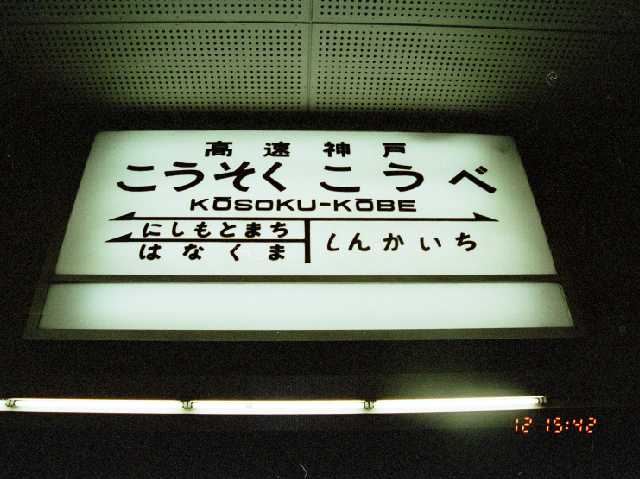 高速神戸
こうそくこうべ
KŌSOKU-KŌBE
にしもとまち
はなくま
しんかいち
12 15:42